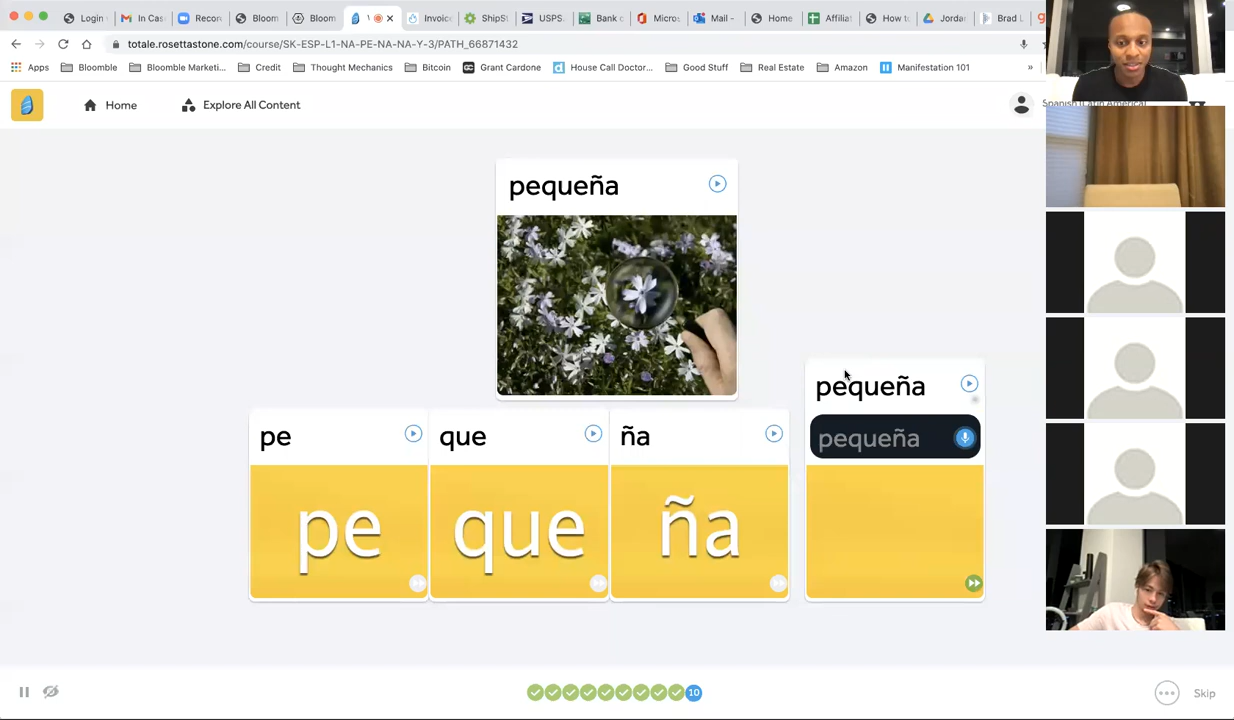 Login
In Cas
Recor
Bloom
Bloom
Invoic
ShipSt
USPS.
Bank o
Micros
Mail -
Home
Affiliat
How to
Jordar
Brad L
totale.rosettastone.com/course/SK-ESP-L1-NA-PE-NA-NA-Y-3/PATH_66871432
Apps Bloomble Bloomble Marketi... Credit Thought Mechanics Bitcoin Grant Cardone House Call Doctor... Good Stuff Real Estate Amazon Manifestation 101 »
Home Explore All Content
Spanish (Latin America)
pequeña
pequeña
pe que ña pequeña
pe que ña
10
Skip